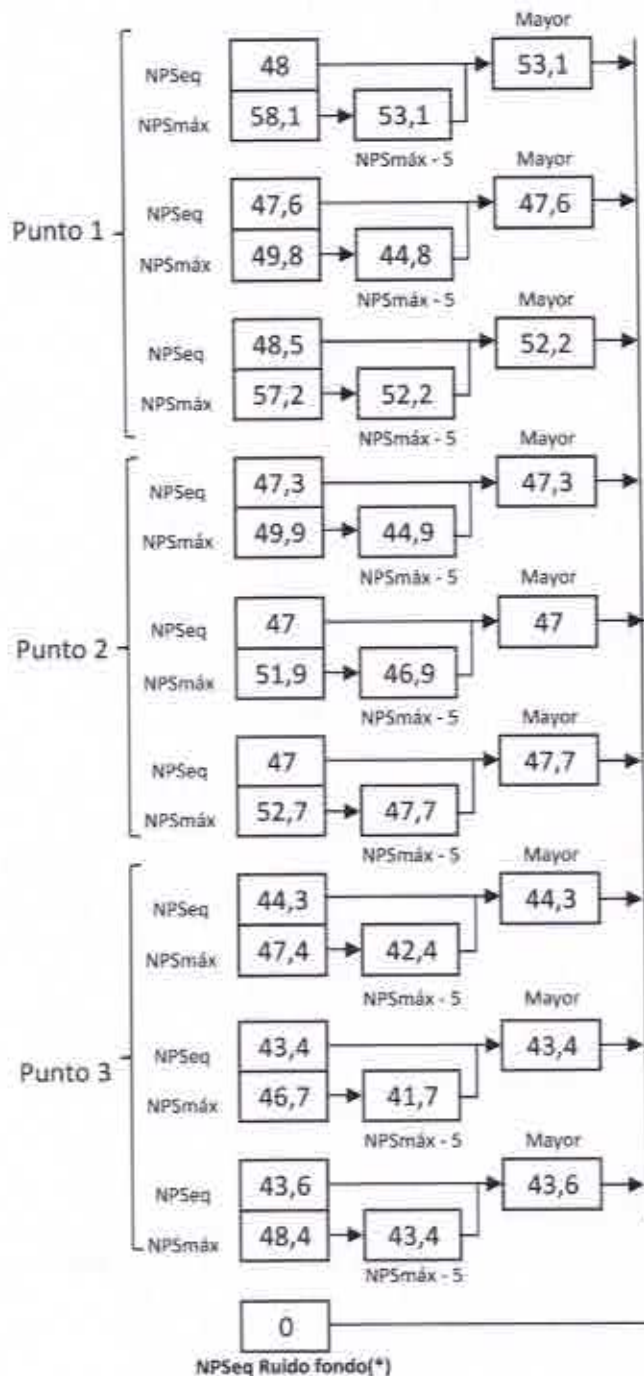 Mayor
NPSeq 48 53,1
NPSmáx 58,1 53,1
NPSmáx - 5 Mayor
NPSeq 47,6 47,6
Punto 1
NPSmáx 49,8 44,8
NPSmáx - 5 Mayor
NPSeq 48,5 52,2
NPSmáx 57,2 52,2
NPSmáx - 5 Mayor
NPSeq 47,3 47,3
NPSmáx 49,9 44,9
NPSmáx - 5 Mayor
NPSeq 47 47
Punto 2
NPSmáx 51,9 46,9
NPSmáx - 5 Mayor
NPSeq 47 47,7
NPSmáx 52,7 47,7
NPSmáx - 5 Mayor
NPSeq 44,3 44,3
NPSmáx 47,4 42,4
NPSmáx - 5 Mayor
NPSeq 43,4 43,4
Punto 3
NPSmáx 46,7 41,7
NPSmáx - 5 Mayor
NPSeq 43,6 43,6
NPSmáx 48,4 43,4
NPSmáx - 5
0
NPSeq Ruido fondo(*)